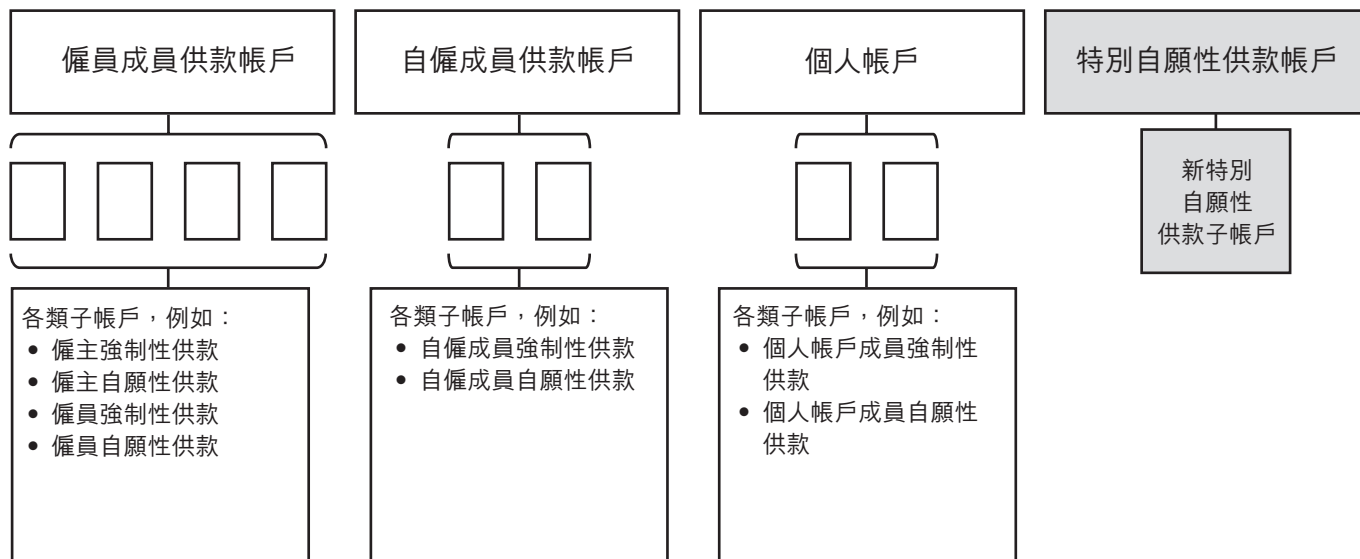 僱員成員供款帳戶
自僱成員供款帳戶
個人帳戶
特別自願性供款帳戶
新特別
自願性
供款子帳戶
各類子帳戶，例如：
• 僱主強制性供款
• 僱主自願性供款
• 僱員強制性供款
• 僱員自願性供款
各類子帳戶，例如：
• 自僱成員強制性供款
• 自僱成員自願性供款
各類子帳戶，例如：
• 個人帳戶成員強制性
供款
• 個人帳戶成員自願性
供款